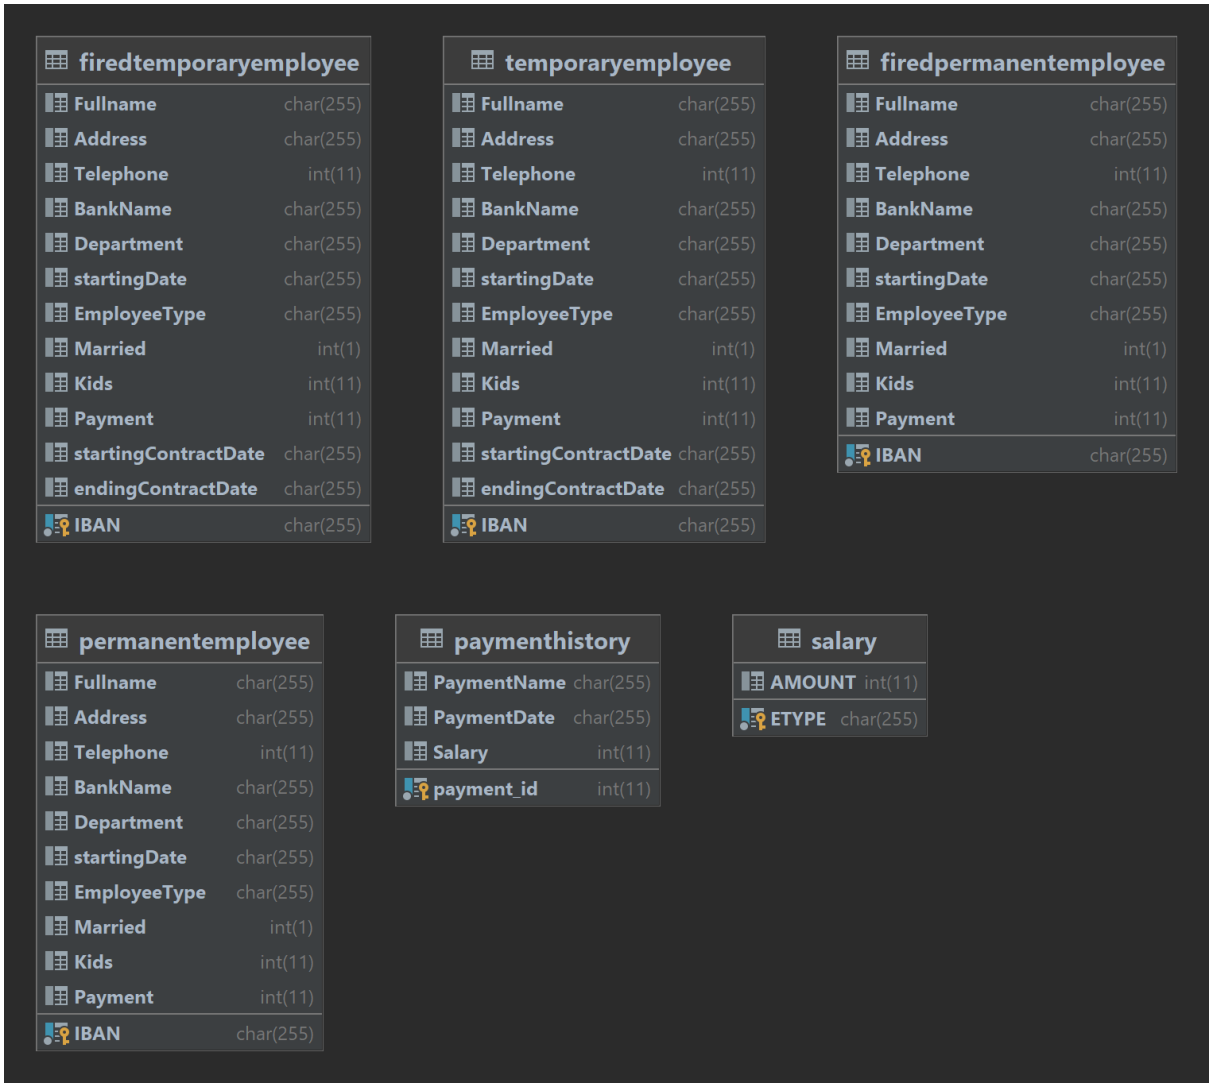 firedtemporaryemployee
Fullname char(255)
Address char(255)
Telephone int(11)
BankName char(255)
Department char(255)
startingDate char(255)
EmployeeType char(255)
Married int(1)
Kids int(11)
Payment int(11)
startingContractDate char(255)
endingContractDate char(255)
IBAN char(255)
temporaryemployee
Fullname char(255)
Address char(255)
Telephone int(11)
BankName char(255)
Department char(255)
startingDate char(255)
EmployeeType char(255)
Married int(1)
Kids int(11)
Payment int(11)
startingContractDate char(255)
endingContractDate char(255)
IBAN char(255)
firedpermanentemployee
Fullname char(255)
Address char(255)
Telephone int(11)
BankName char(255)
Department char(255)
startingDate char(255)
EmployeeType char(255)
Married int(1)
Kids int(11)
Payment int(11)
IBAN char(255)
permanentemployee
Fullname char(255)
Address char(255)
Telephone int(11)
BankName char(255)
Department char(255)
startingDate char(255)
EmployeeType char(255)
Married int(1)
Kids int(11)
Payment int(11)
IBAN char(255)
paymenthistory
PaymentName char(255)
PaymentDate char(255)
Salary int(11)
payment_id int(11)
salary
AMOUNT int(11)
ETYPE char(255)